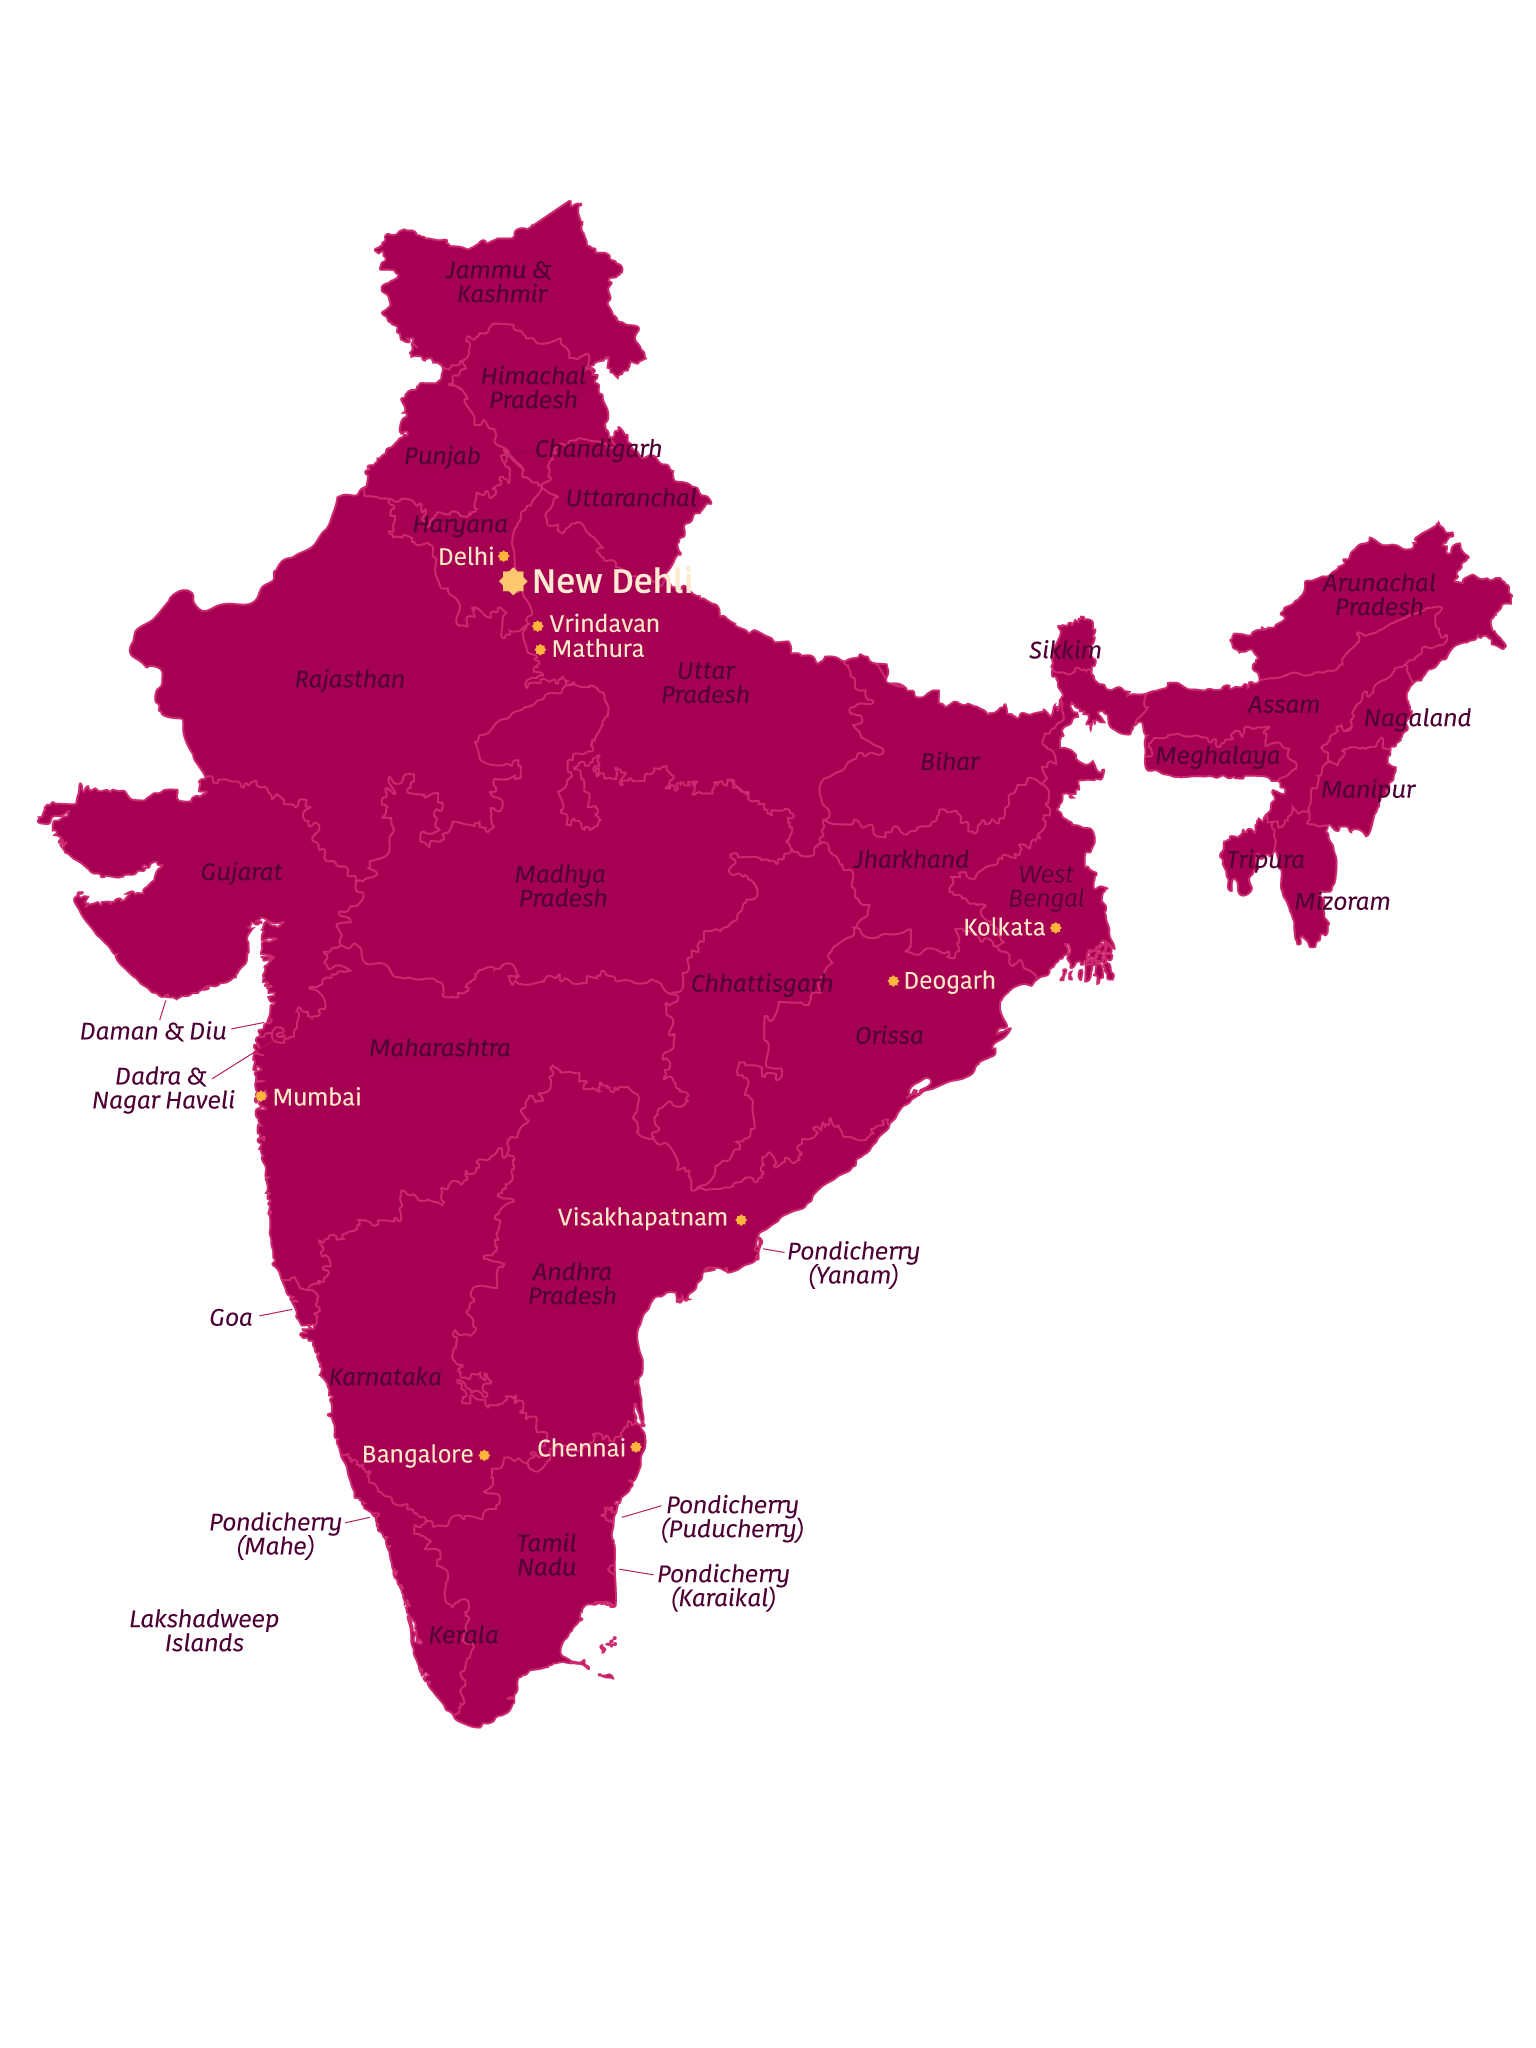 Jammu &
Kashmir
Himachal
Pradesh
Chandigarh
Punjab
Uttaranchal
Haryana
Delhi
New Dehli
Vrindavan
Mathura
Rajasthan
Uttar
Pradesh
Arunachal
Pradesh
Sikkim
Assam
Nagaland
Meghalaya
Bihar
Manipur
Tripura
Mizoram
Jharkhand
West
Bengal
Kolkata
Gujarat
Madhya
Pradesh
Chhattisgarh
Deogarh
Orissa
Daman & Diu
Maharashtra
Dadra &
Nagar Haveli
Mumbai
Visakhapatnam
Pondicherry
(Yanam)
Andhra
Pradesh
Goa
Karnataka
Bangalore
Chennai
Pondicherry
(Puducherry)
Pondicherry
(Mahe)
Tamil
Nadu
Pondicherry
(Karaikal)
Lakshadweep
Islands
Kerala